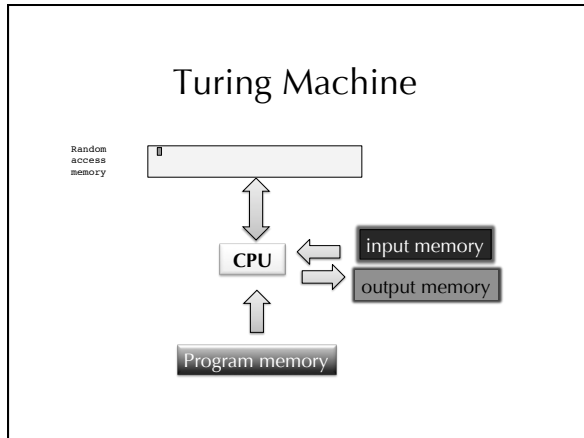 Turing Machine
Random
access
memory
CPU
input memory
output memory
Program memory